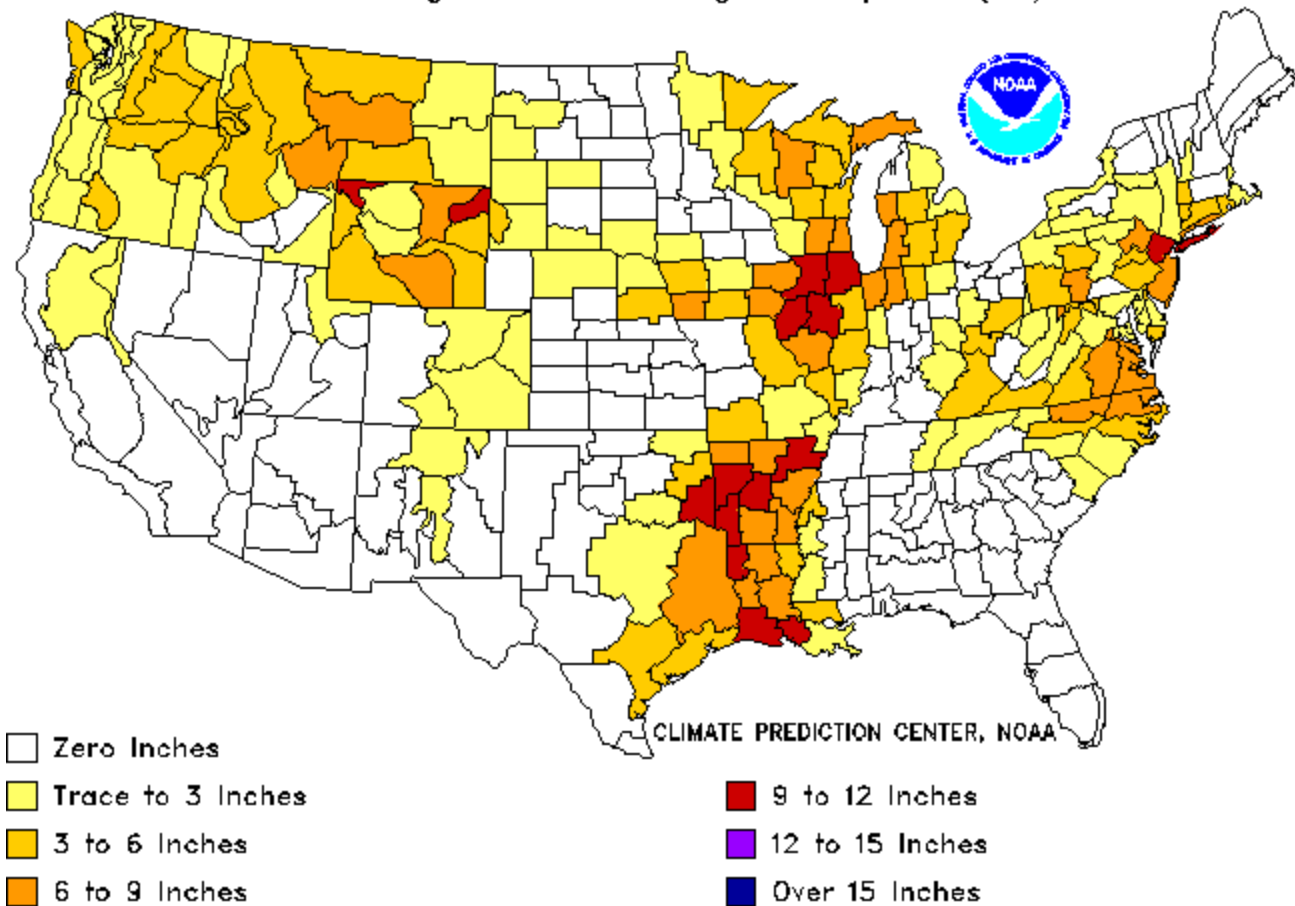 NOAA
CLIMATE PREDICTION CENTER, NOAA
Zero Inches
Trace to 3 Inches
3 to 6 Inches
6 to 9 Inches
9 to 12 Inches
12 to 15 Inches
Over 15 Inches